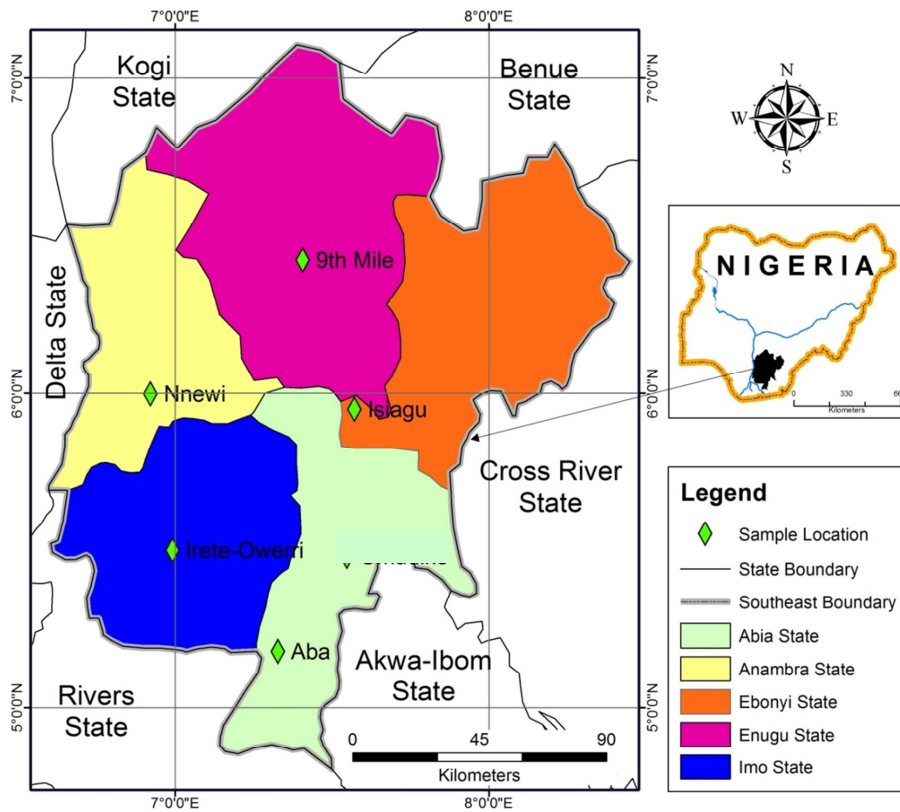 7°0'0"E
8°0'0"E
Kogi
State
Benue
State
7°0'0"N
7°0'0"N
N
W
E
S
9th Mile
Delta State
NIGERIA
0
330
Kilometers
Nnewi
6°0'0"N
6°0'0"N
Isiagu
Cross River
State
Irete-Owerri
Aba
Akwa-Ibom
State
Rivers
State
5°0'0"N
5°0'0"N
0
45
90
Kilometers
7°0'0"E
8°0'0"E
Legend
Sample Location
State Boundary
Southeast Boundary
Abia State
Anambra State
Ebonyi State
Enugu State
Imo State